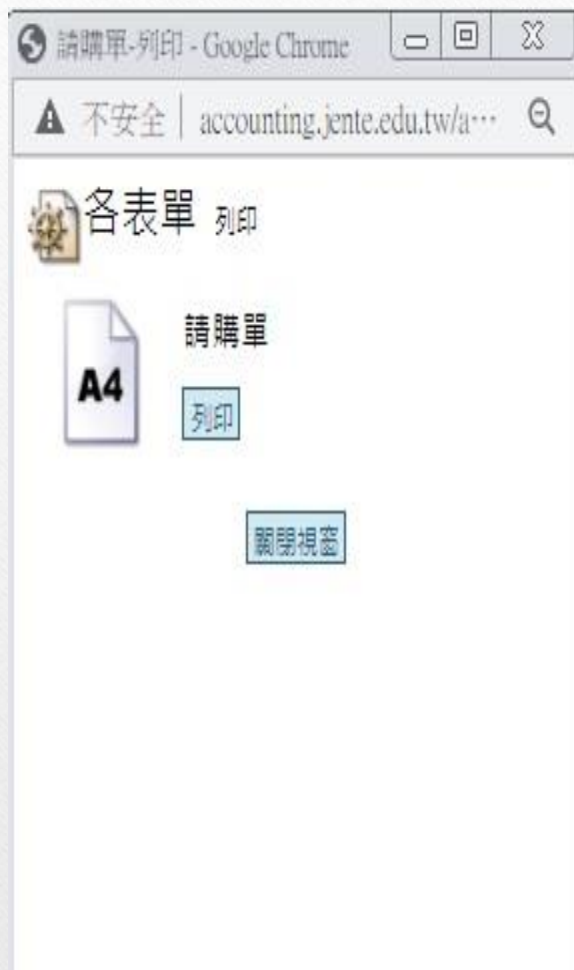 請購單-列印 - Google Chrome
不安全 | accounting.jente.edu.tw/a…
各表單 列印
請購單
A4
列印
關閉視窗